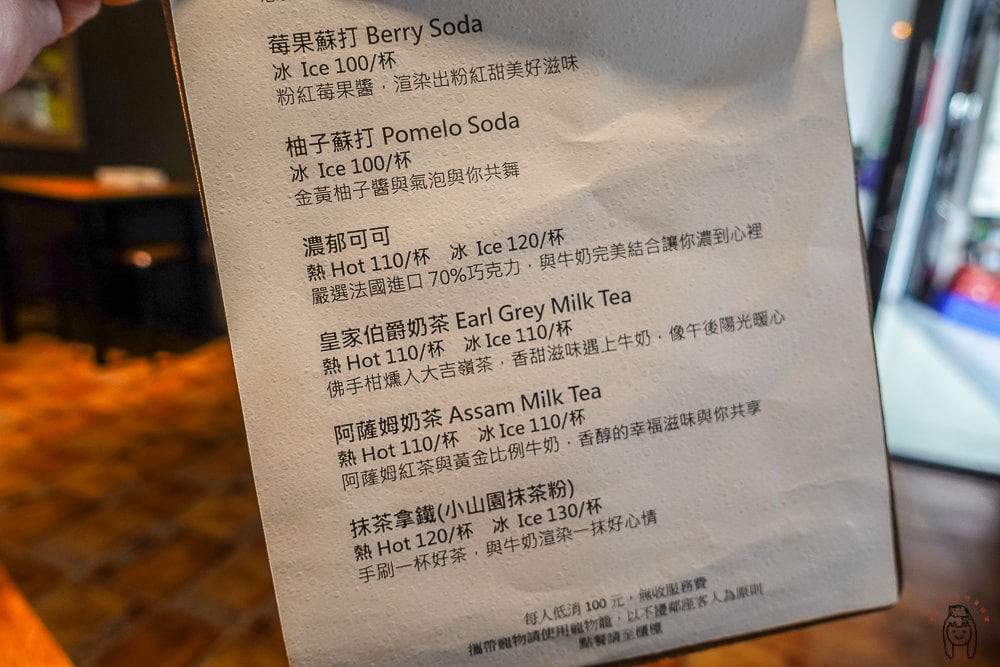 莓果蘇打 Berry Soda
冰 Ice 100/杯
粉紅莓果醬，渲染出粉紅甜美好滋味
柚子蘇打 Pomelo Soda
冰 Ice 100/杯
金黃柚子醬與氣泡與你共舞
濃郁可可
熱 Hot 110/杯 冰 Ice 120/杯
嚴選法國進口 70%巧克力，與牛奶完美結合讓你濃到心裡
皇家伯爵奶茶 Earl Grey Milk Tea
熱 Hot 110/杯 冰 Ice 110/杯
佛手柑燻入大吉嶺茶，香甜滋味遇上牛奶，像午後陽光暖心
阿薩姆奶茶 Assam Milk Tea
熱 Hot 110/杯 冰 Ice 110/杯
阿薩姆紅茶與黃金比例牛奶，香醇的幸福滋味與你共享
抹茶拿鐵(小山園抹茶粉)
熱 Hot 120/杯 冰 Ice 130/杯
手刷一杯好茶，與牛奶渲染一抹好心情
每人低消 100 元，無收服務費
攜帶寵物請使用寵物籠，以不擾鄰座客人為原則
點餐請至櫃檯